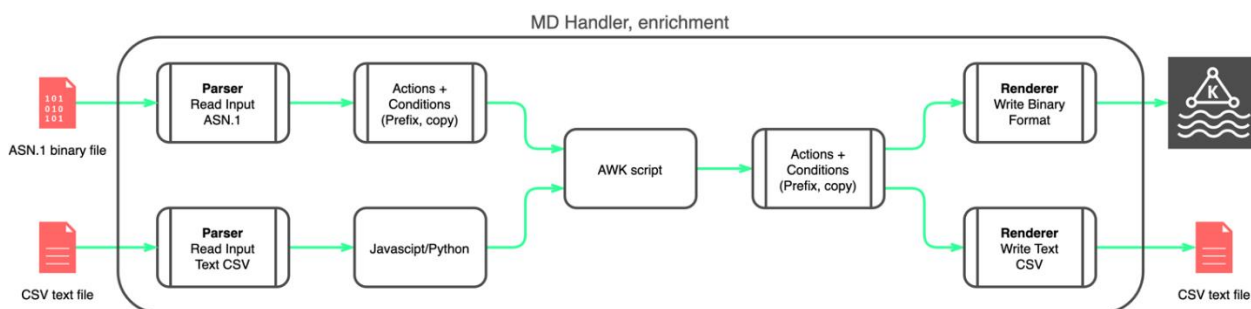 MD Handler, enrichment
101
010
101
ASN.1 binary file
Parser
Read Input
ASN.1
Actions +
Conditions
(Prefix, copy)
Renderer
Write Binary
Format
K
AWK script
Actions +
Conditions
(Prefix, copy)
CSV text file
Parser
Read Input
Text CSV
Javascipt/Python
Renderer
Write Text
CSV
CSV text file